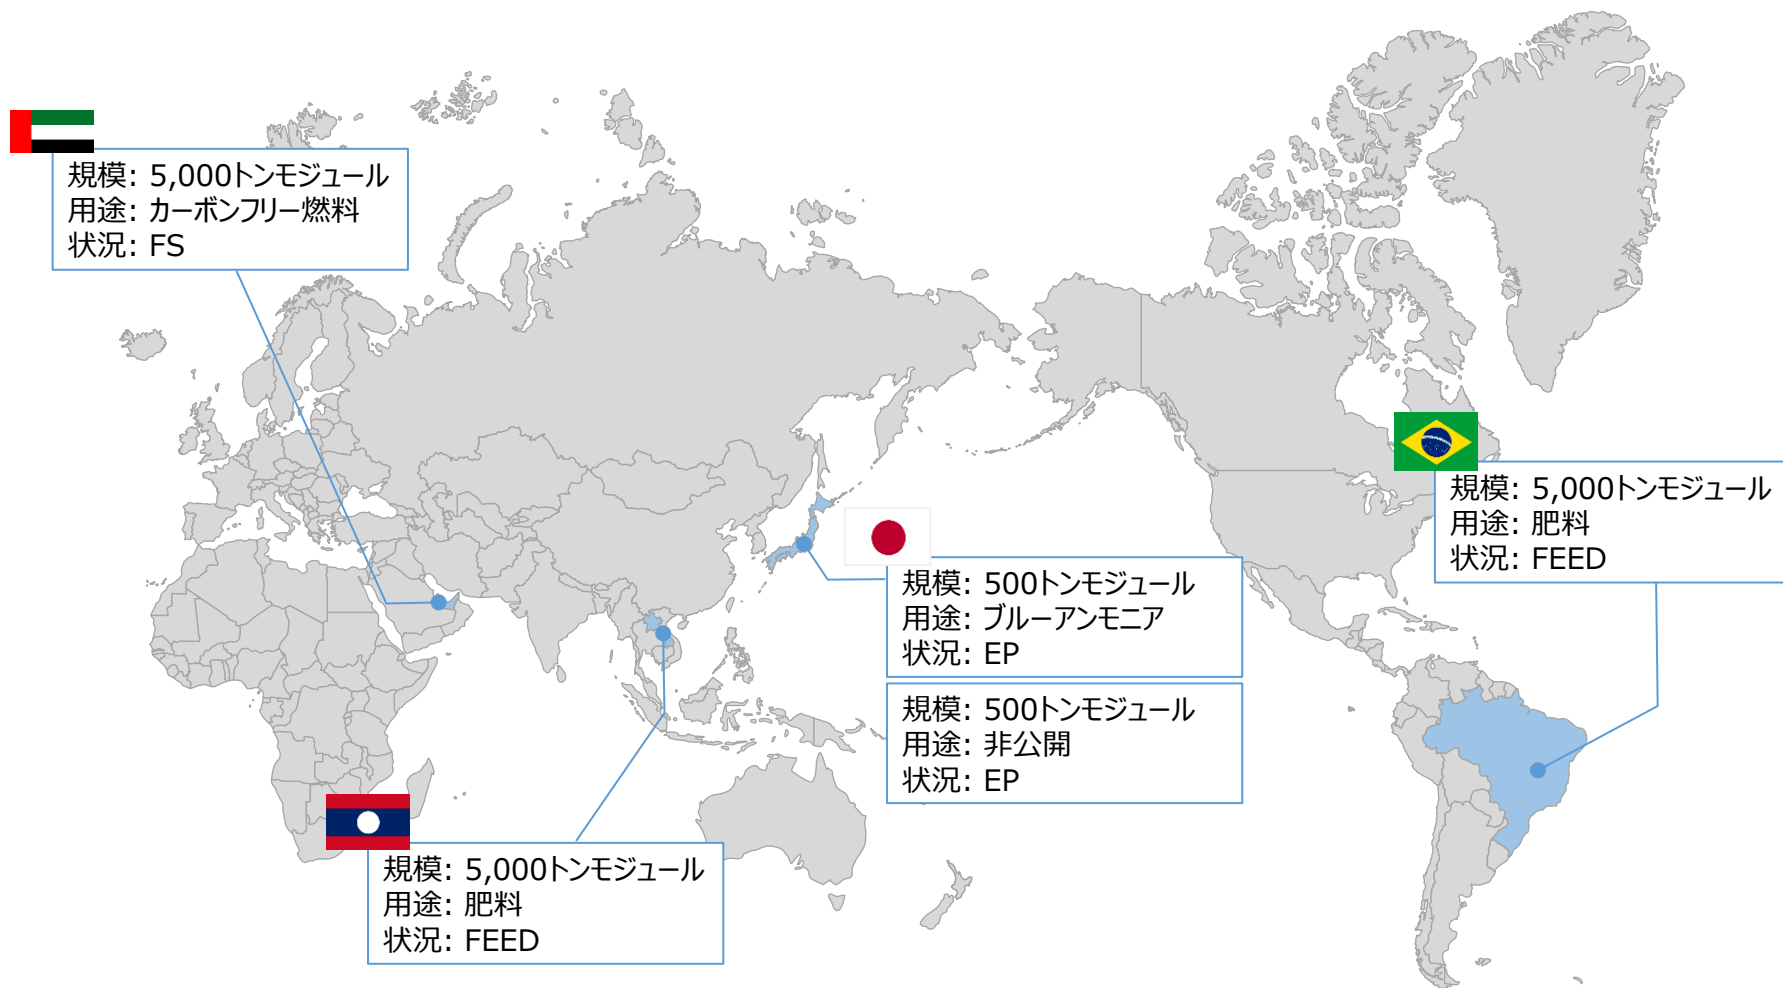 規模: 5,000トンモジュール
用途: カーボンフリー燃料
状況: FS
規模: 5,000トンモジュール
用途: 肥料
状況: FEED
規模: 500トンモジュール
用途: ブルーアンモニア
状況: EP
規模: 500トンモジュール
用途: 非公開
状況: EP
規模: 5,000トンモジュール
用途: 肥料
状況: FEED